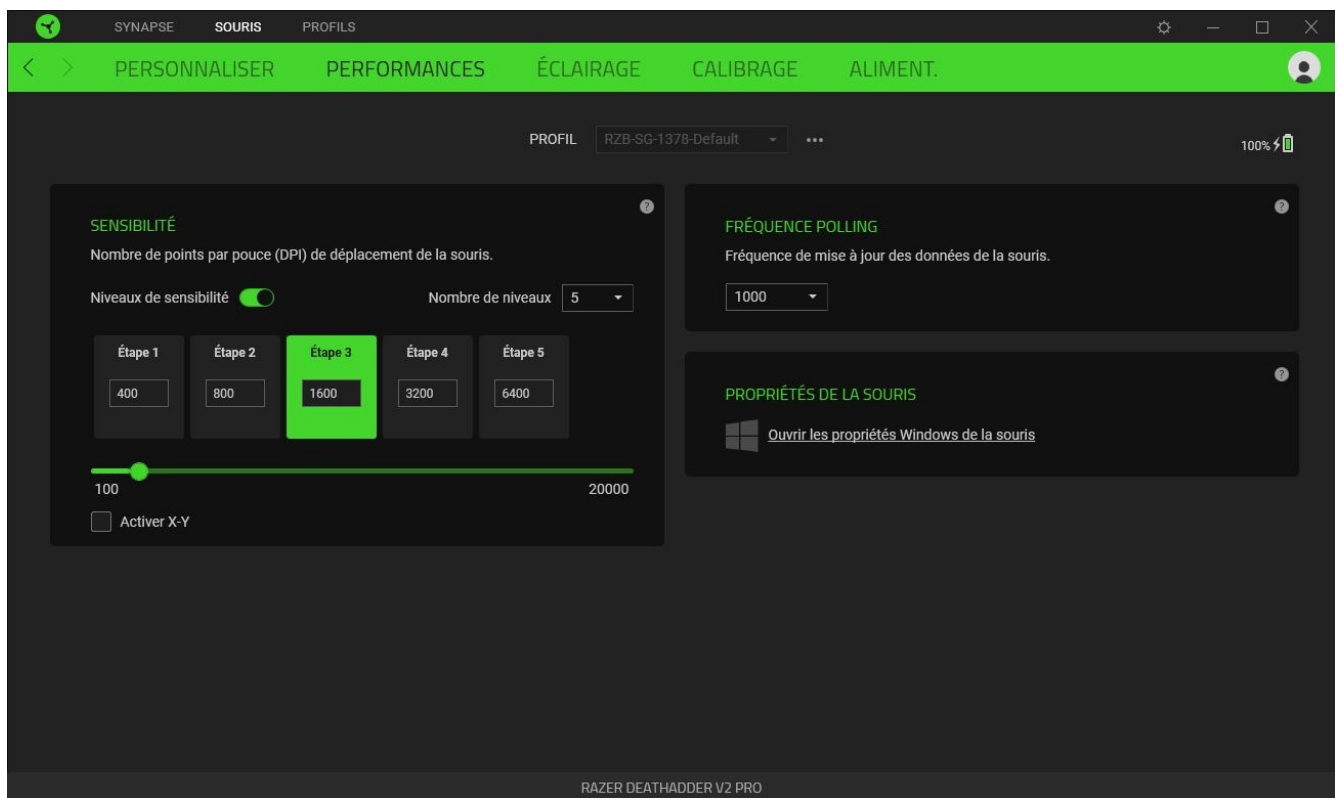 SYNAPSE SOURIS PROFILS
PERSONNALISER PERFORMANCES ÉCLAIRAGE CALIBRAGE ALIMENT.
PROFIL RZB-SG-1378-Default ...
100%
SENSIBILITÉ
Nombre de points par pouce (DPI) de déplacement de la souris.
Niveaux de sensibilité Nombre de niveaux 5
Étape 1 Étape 2 Étape 3 Étape 4 Étape 5
400 800 1600 3200 6400
100 20000
Activer X-Y
?
FRÉQUENCE POLLING
Fréquence de mise à jour des données de la souris.
1000
?
PROPRIÉTÉS DE LA SOURIS
Ouvrir les propriétés Windows de la souris
?
RAZER DEATHADDER V2 PRO